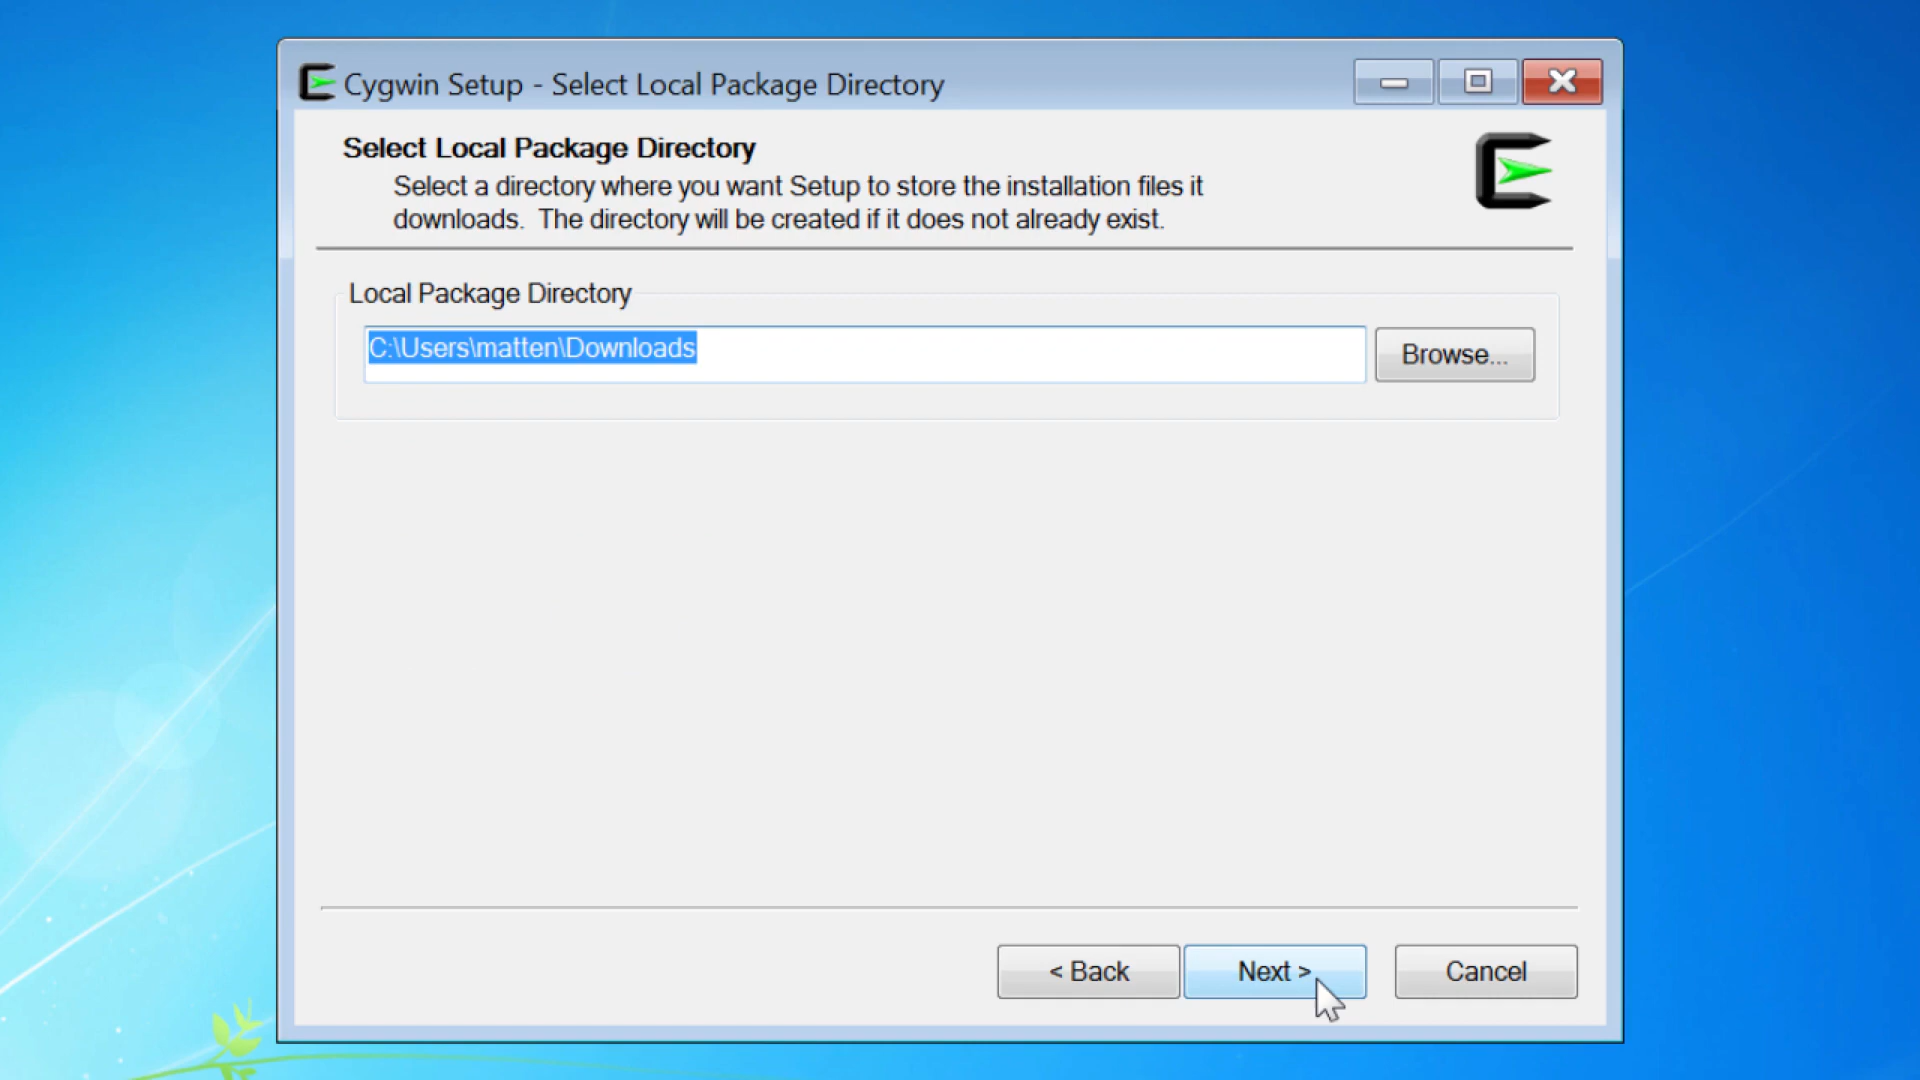 Cygwin Setup - Select Local Package Directory
Select Local Package Directory
Select a directory where you want Setup to store the installation files it
downloads.  The directory will be created if it does not already exist.
Local Package Directory
C:\Users\matten\Downloads
Browse...
< Back
Next >
Cancel